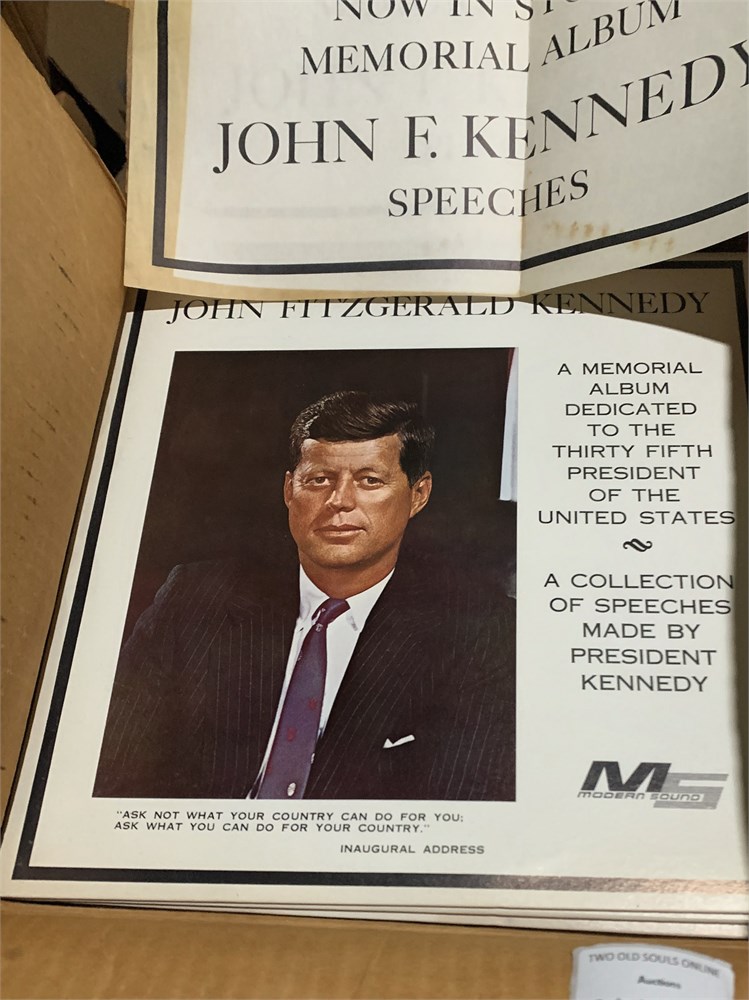 NOW IN
MEMORIAL ALBUM
JOHN F. KENNEDY
SPEECHES
JOHN FITZGERALD KENNEDY
A MEMORIAL
ALBUM
DEDICATED
TO THE
THIRTY FIFTH
PRESIDENT
OF THE
UNITED STATES
A COLLECTION
OF SPEECHES
MADE BY
PRESIDENT
KENNEDY
MS
MODERN SOUND
"ASK NOT WHAT YOUR COUNTRY CAN DO FOR YOU;
ASK WHAT YOU CAN DO FOR YOUR COUNTRY."
INAUGURAL ADDRESS
TWO OLD SOULS ONLINE
Auctions